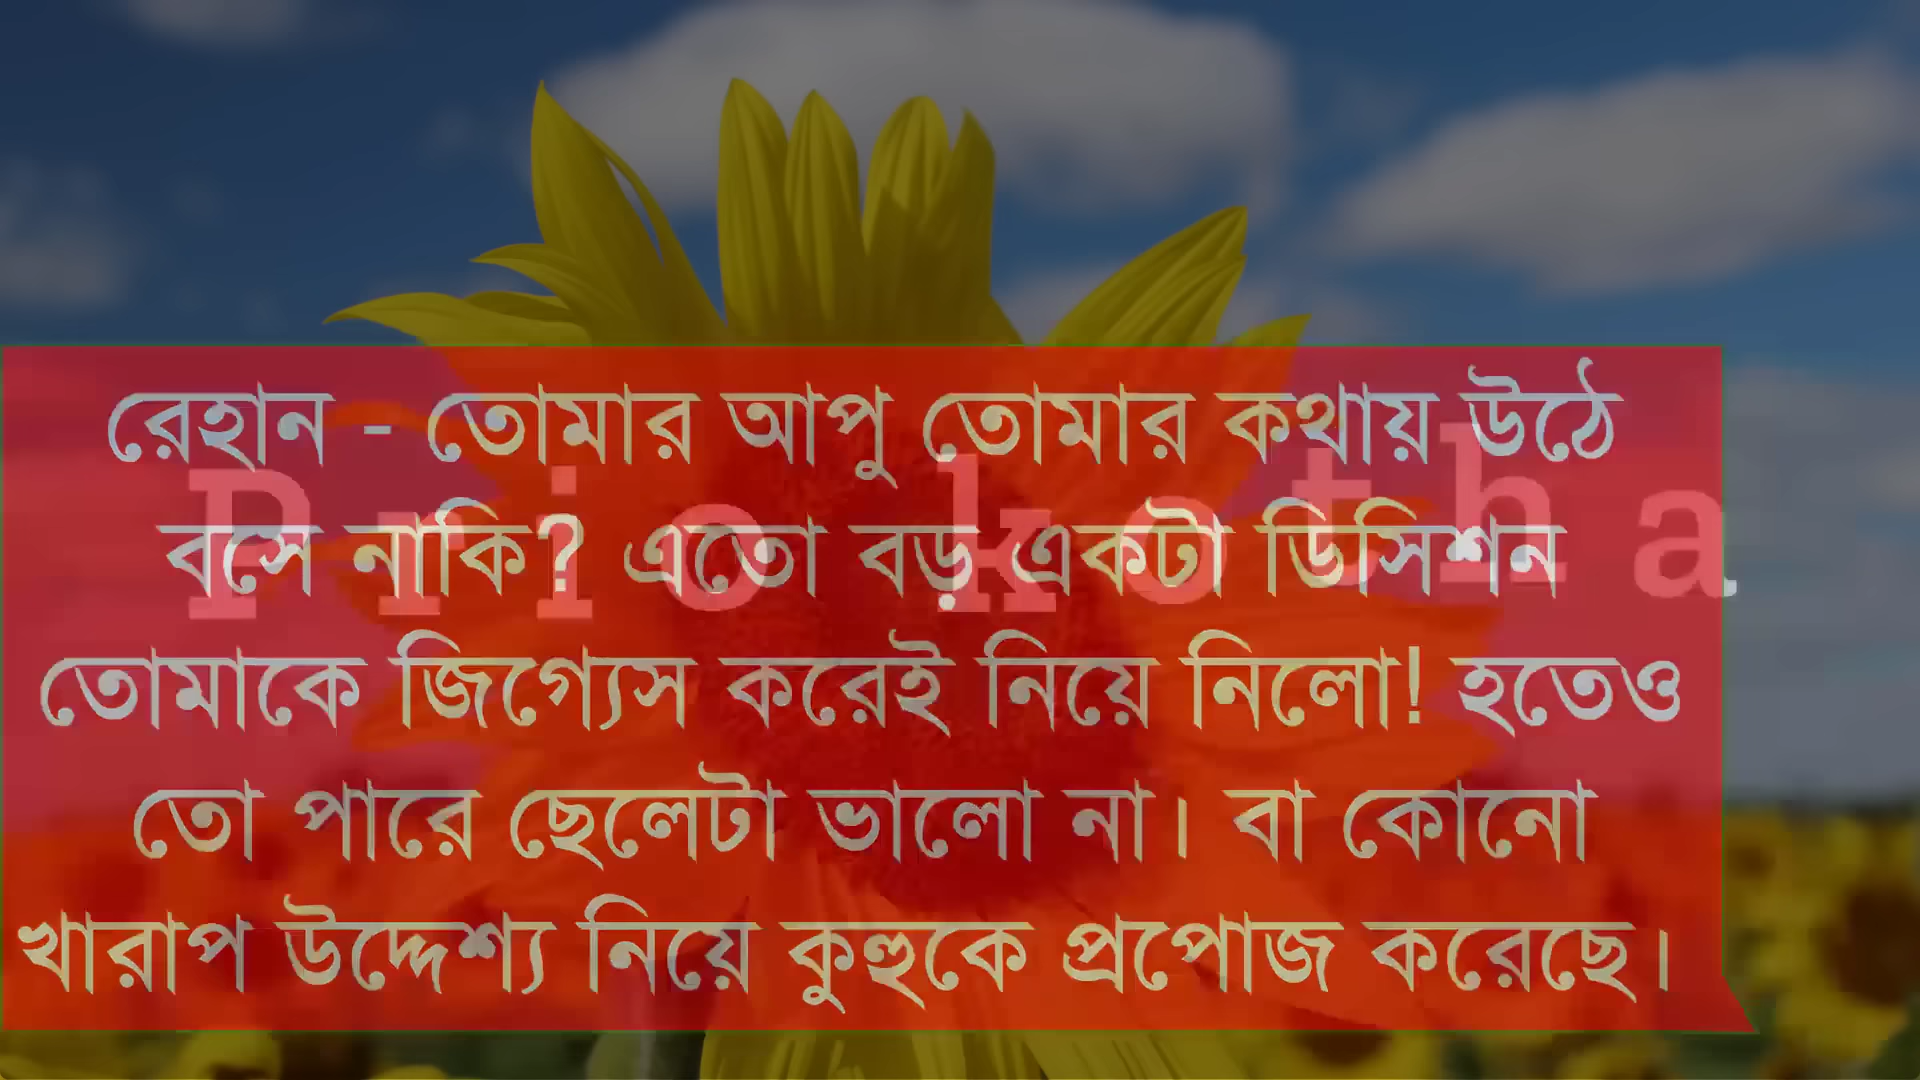 রেহান - তোমার আপু তোমার কথায় উঠে
বসে নাকি? এতো বড় একটা ডিসিশন
তোমাকে জিগ্যেস করেই নিয়ে নিলো! হতেও
তো পারে ছেলেটা ভালো না। বা কোনো
খারাপ উদ্দেশ্য নিয়ে কুহুকে প্রপোজ করেছে।
Priokotha